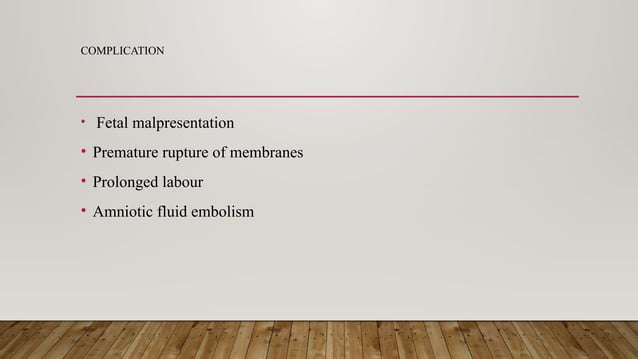 COMPLICATION
• Fetal malpresentation
• Premature rupture of membranes
• Prolonged labour
• Amniotic fluid embolism